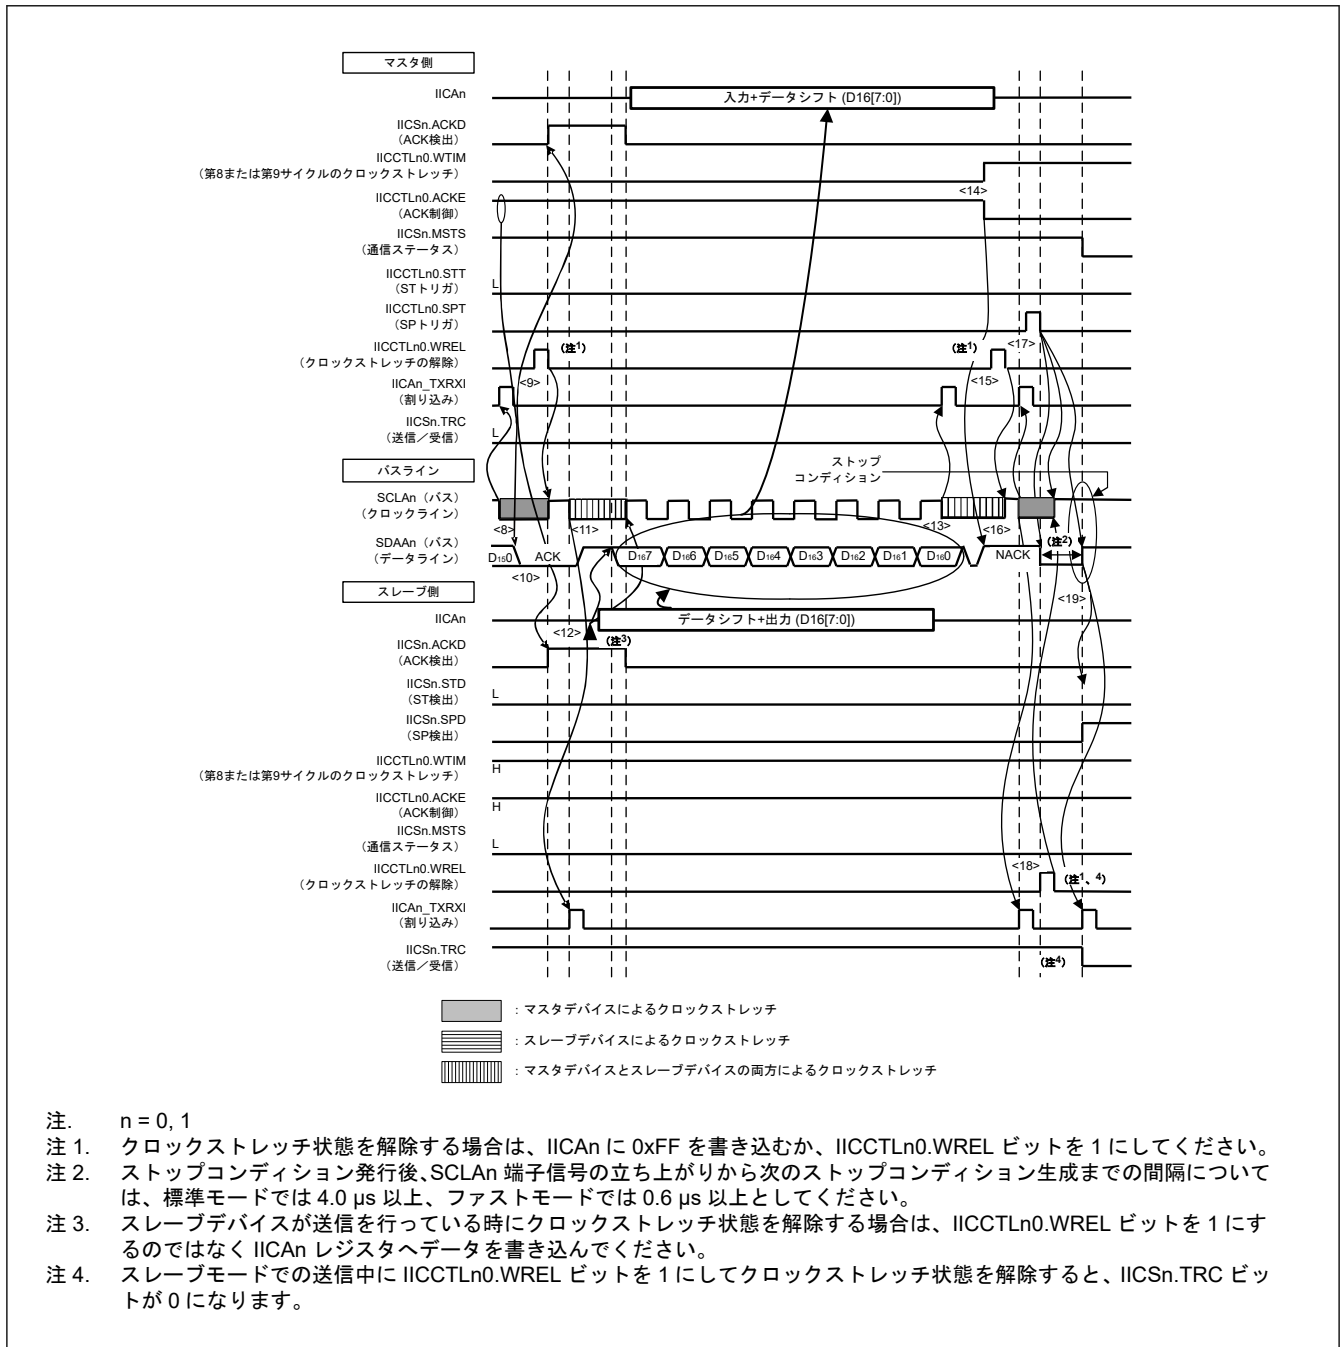 マスタ側
IICAn
入力+データシフト (D16[7:0])
IICSn.ACKD
（ACK検出）
IICCTLn0.WTIM
（第8または第9サイクルのクロックストレッチ）
<14>
IICCTLn0.ACKE
（ACK制御）
IICSn.MSTS
（通信ステータス）
IICCTLn0.STT
（STトリガ）
L
IICCTLn0.SPT
（SPトリガ）
<17>
IICCTLn0.WREL
（クロックストレッチの解除）
（注1）
（注1）
<9>
<15>
IICAn_TXRXI
（割り込み）
IICSn.TRC
（送信／受信）
L
バスライン
ストップ
コンディション
SCLAn（バス）
（クロックライン）
<8>
<11>
<13>
<16>
（注2）
SDAAn（バス）
（データライン）
D150
ACK
D167
D166
D165
D164
D163
D162
D161
D160
NACK
<10>
スレーブ側
<19>
IICAn
データシフト+出力 (D16[7:0])
<12>
（注3）
IICSn.ACKD
（ACK検出）
IICSn.STD
（ST検出）
L
IICSn.SPD
（SP検出）
IICCTLn0.WTIM
（第8または第9サイクルのクロックストレッチ）
H
IICCTLn0.ACKE
（ACK制御）
H
IICSn.MSTS
（通信ステータス）
L
IICCTLn0.WREL
（クロックストレッチの解除）
<18>
（注1、4）
IICAn_TXRXI
（割り込み）
IICSn.TRC
（送信／受信）
（注4）
：マスタデバイスによるクロックストレッチ
：スレーブデバイスによるクロックストレッチ
：マスタデバイスとスレーブデバイスの両方によるクロックストレッチ
注. n = 0, 1
注 1. クロックストレッチ状態を解除する場合は、IICAn に 0xFF を書き込むか、IICCTLn0.WREL ビットを 1 にしてください。
注 2. ストップコンディション発行後、SCLAn 端子信号の立ち上がりから次のストップコンディション生成までの間隔について
は、標準モードでは 4.0 µs 以上、ファストモードでは 0.6 µs 以上としてください。
注 3. スレーブデバイスが送信を行っている時にクロックストレッチ状態を解除する場合は、IICCTLn0.WREL ビットを 1 にす
るのではなく IICAn レジスタへデータを書き込んでください。
注 4. スレーブモードでの送信中に IICCTLn0.WREL ビットを 1 にしてクロックストレッチ状態を解除すると、IICSn.TRC ビッ
トが 0 になります。